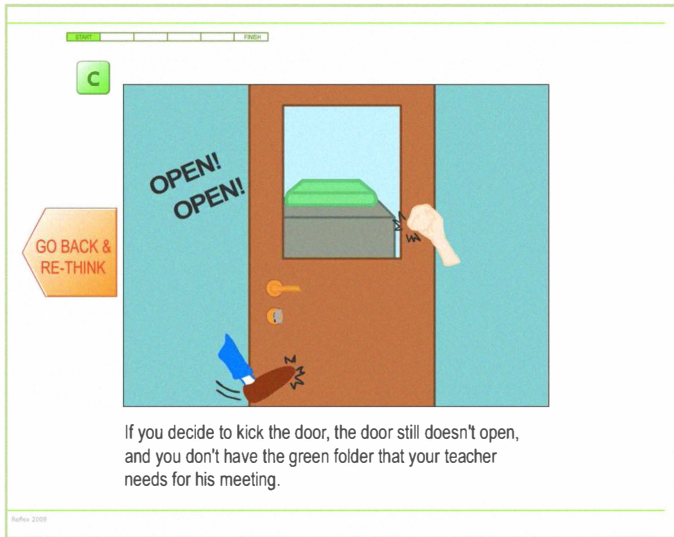 START
FINISH
C
OPEN!
OPEN!
GO BACK &
RE-THINK
If you decide to kick the door, the door still doesn't open,
and you don't have the green folder that your teacher
needs for his meeting.
Reflex 2009